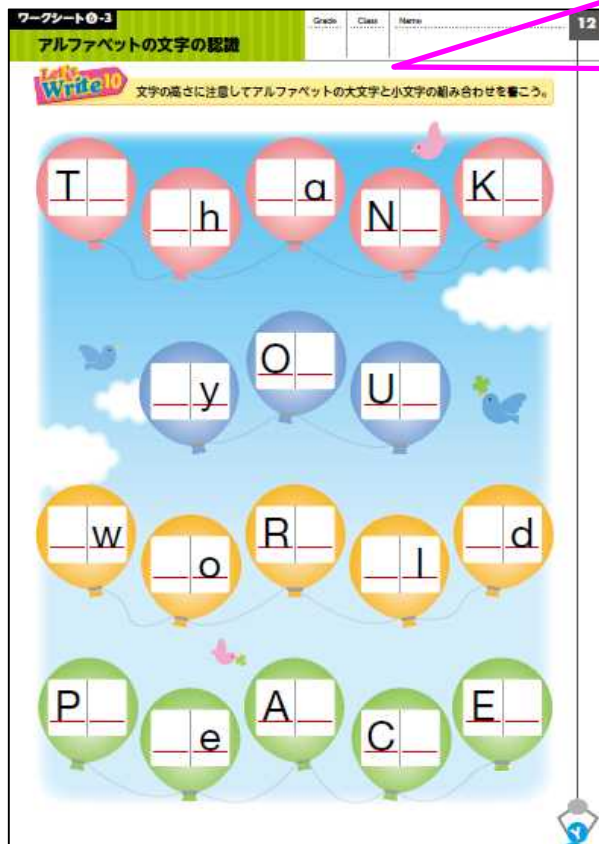 ワークシート⑥-3
Grade Class Name
12
アルファベットの文字の認識
Let's Write 10
文字の高さに注意してアルファベットの大文字と小文字の組み合わせを書こう。
T h a N K
y O U
w o R l d
P e A C E